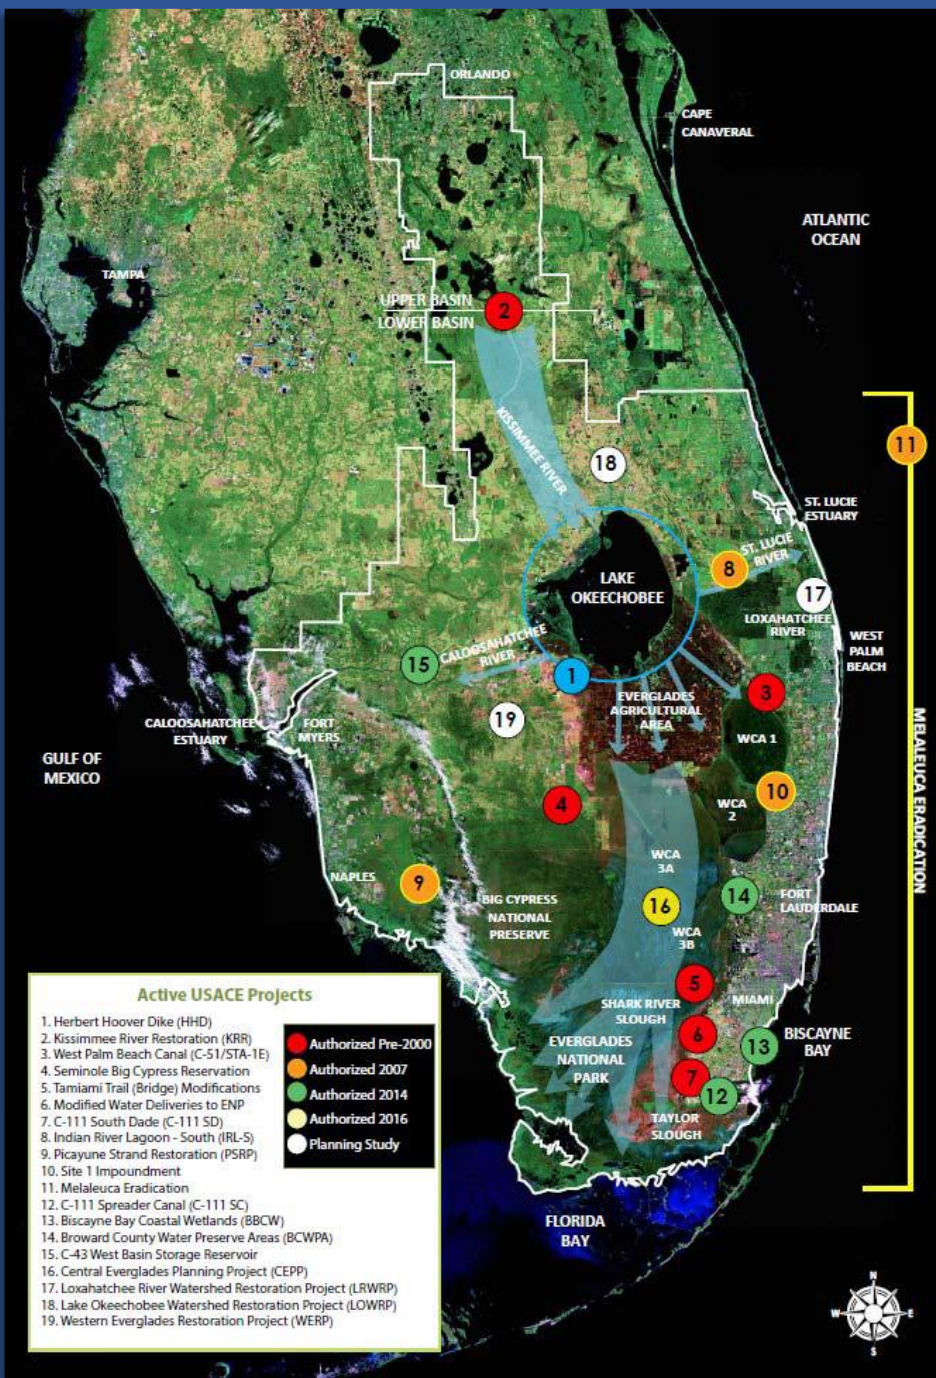 ORLANDO
CAPE
CANAVERAL
ATLANTIC
OCEAN
TAMPA
UPPER BASIN
2
LOWER BASIN
KISSIMMEE RIVER
11
18
ST. LUCIE
ESTUARY
ST. LUCIE
RIVER
8
LAKE
OKEECHOBEE
17
LOXAHATCHEE
RIVER
WEST
PALM
BEACH
CALOOSAHATCHEE
RIVER
15
1
3
EVERGLADES
AGRICULTURAL
AREA
19
CALOOSAHATCHEE
ESTUARY
FORT
MYERS
WCA 1
GULF OF
MEXICO
MELALEUCA ERADICATION
10
4
WCA
2
WCA
3A
NAPLES
9
BIG CYPRESS
NATIONAL
PRESERVE
16
14
FORT
LAUDERDALE
WCA
3B
5
SHARK RIVER
SLOUGH
MIAMI
6
EVERGLADES
NATIONAL
PARK
13
BISCAYNE
BAY
7
12
TAYLOR
SLOUGH
FLORIDA
BAY
Active USACE Projects
1. Herbert Hoover Dike (HHD)
2. Kissimmee River Restoration (KRR)
3. West Palm Beach Canal (C-51/STA-1E)
4. Seminole Big Cypress Reservation
5. Tamiami Trail (Bridge) Modifications
6. Modified Water Deliveries to ENP
7. C-111 South Dade (C-111 SD)
8. Indian River Lagoon - South (IRL-S)
9. Picayune Strand Restoration (PSRP)
10. Site 1 Impoundment
11. Melaleuca Eradication
12. C-111 Spreader Canal (C-111 SC)
13. Biscayne Bay Coastal Wetlands (BBCW)
14. Broward County Water Preserve Areas (BCWPA)
15. C-43 West Basin Storage Reservoir
16. Central Everglades Planning Project (CEPP)
17. Loxahatchee River Watershed Restoration Project (LRWRP)
18. Lake Okeechobee Watershed Restoration Project (LOWRP)
19. Western Everglades Restoration Project (WERP)
Authorized Pre-2000
Authorized 2007
Authorized 2014
Authorized 2016
Planning Study
N
W
E
S